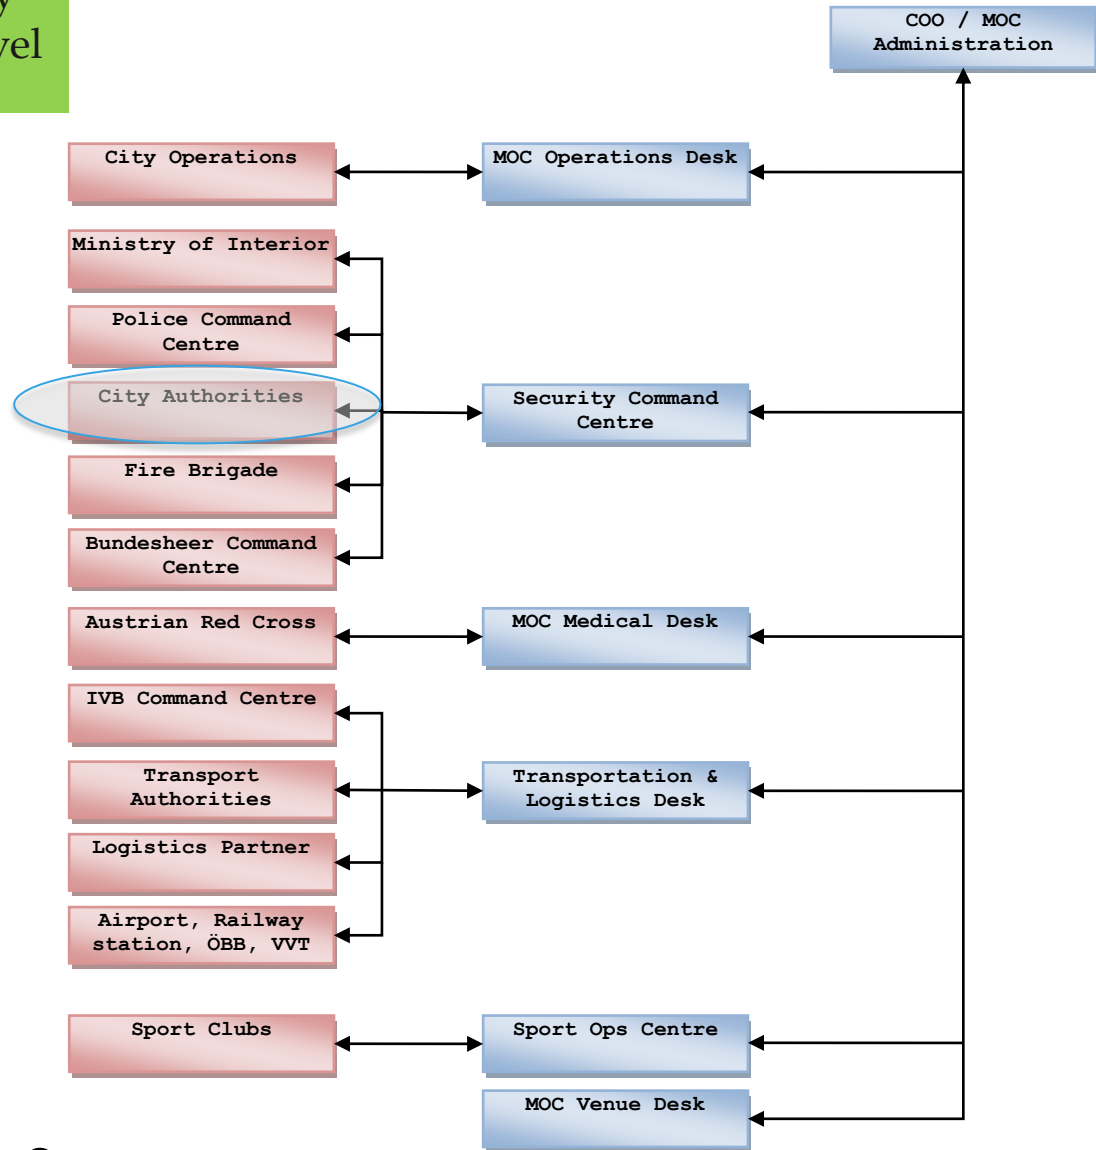 COO / MOC
Administration
City Operations
MOC Operations Desk
Ministry of Interior
Police Command
Centre
City Authorities
Security Command
Centre
Fire Brigade
Bundesheer Command
Centre
Austrian Red Cross
MOC Medical Desk
IVB Command Centre
Transport
Authorities
Transportation &
Logistics Desk
Logistics Partner
Airport, Railway
station, ÖBB, VVT
Sport Clubs
Sport Ops Centre
MOC Venue Desk